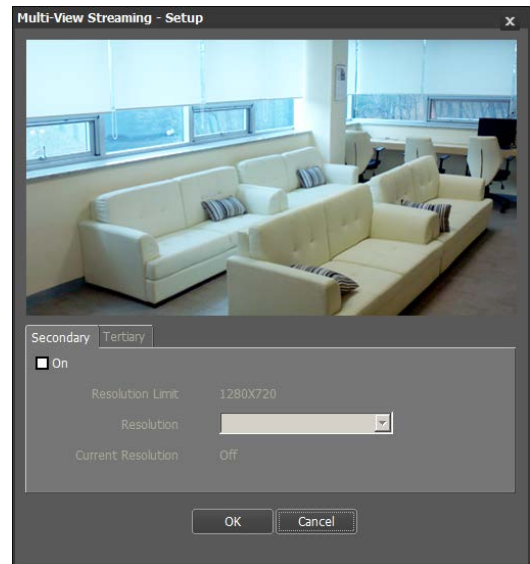 Multi-View Streaming - Setup
x
Secondary Tertiary
On
Resolution Limit 1280X720
Resolution
Current Resolution Off
OK Cancel